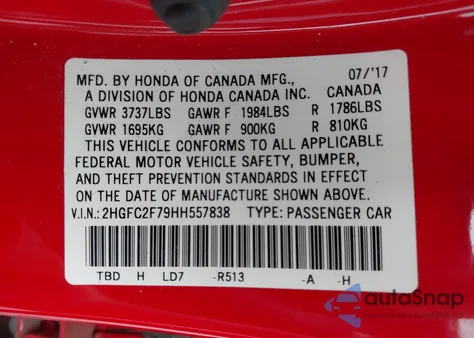 MFD. BY HONDA OF CANADA MFG., 07/'17
A DIVISION OF HONDA CANADA INC. CANADA
GVWR 3737LBS GAWR F 1984LBS R 1786LBS
GVWR 1695KG GAWR F 900KG R 810KG
THIS VEHICLE CONFORMS TO ALL APPLICABLE
FEDERAL MOTOR VEHICLE SAFETY, BUMPER,
AND THEFT PREVENTION STANDARDS IN EFFECT
ON THE DATE OF MANUFACTURE SHOWN ABOVE.
V.I.N.: 2HGFC2F79HH557838 TYPE: PASSENGER CAR
TBD H LD7 -R513 -A -H
autoSnap